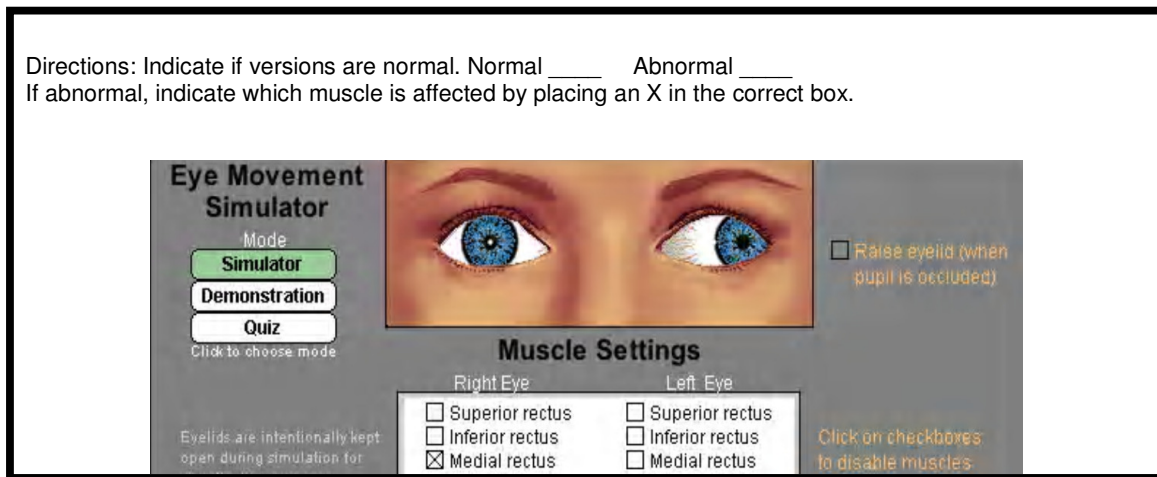 Directions: Indicate if versions are normal. Normal ____ Abnormal ____
If abnormal, indicate which muscle is affected by placing an X in the correct box.
Eye Movement
Simulator
Mode
Simulator
Demonstration
Quiz
Click to choose mode
Raise eyelid (when
pupil is occluded)
Muscle Settings
Right Eye
Left Eye
Superior rectus
Inferior rectus
Medial rectus
Superior rectus
Inferior rectus
Medial rectus
Eyelids are intentionally kept
open during simulation for
Click on checkboxes
to disable muscles